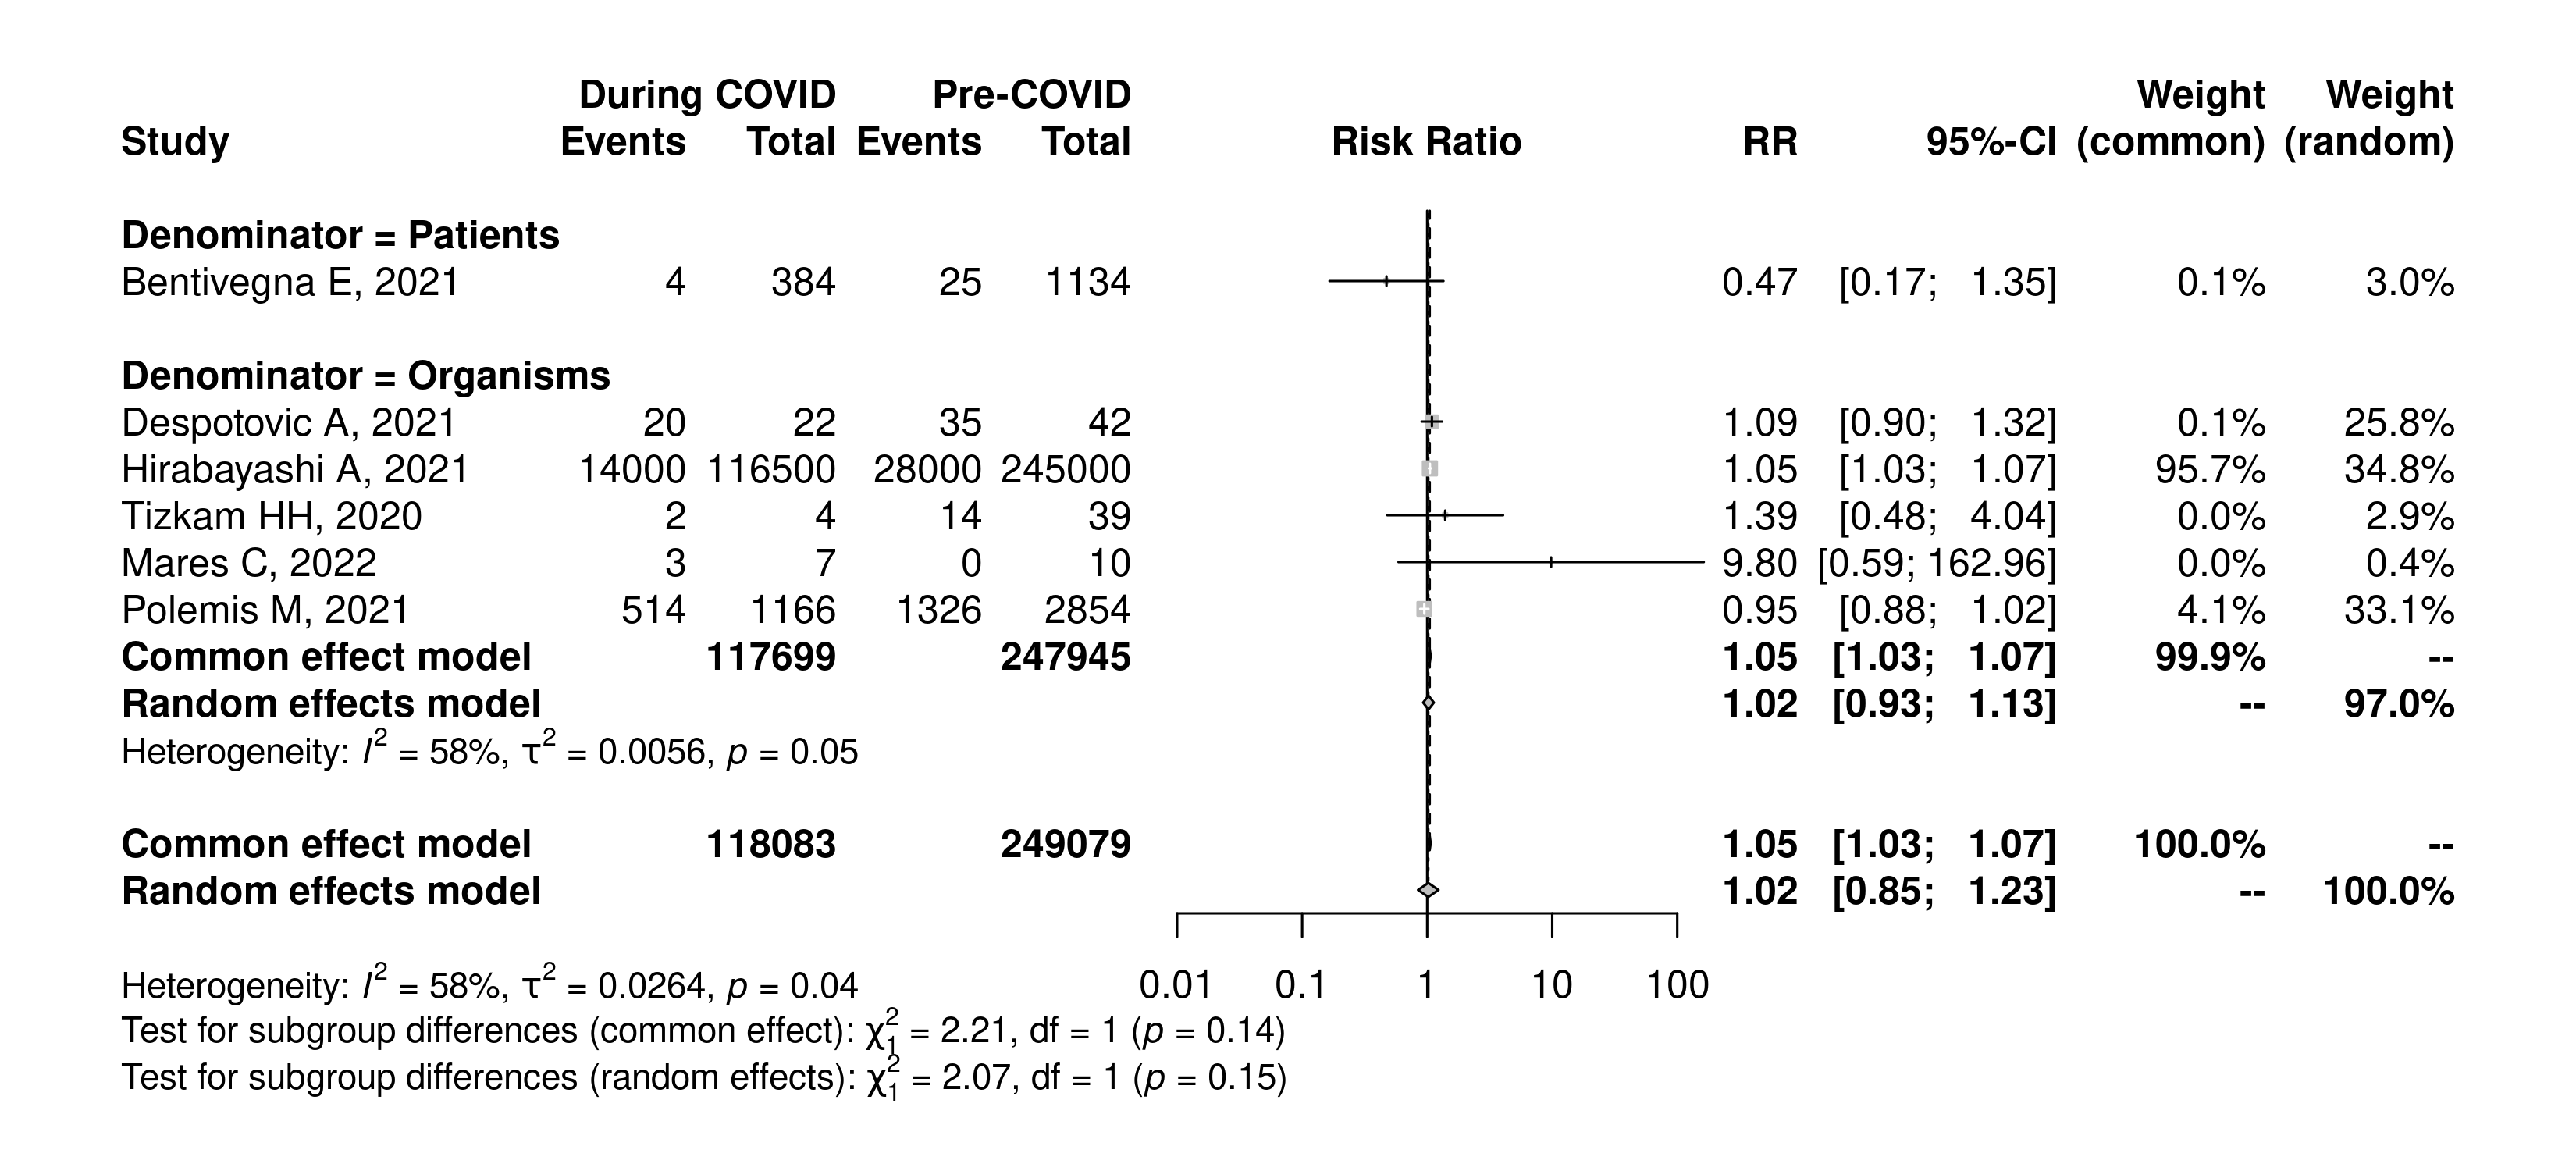 During COVID Pre-COVID Weight Weight
Study Events Total Events Total Risk Ratio RR 95%-CI (common) (random)
Denominator = Patients
Bentivegna E, 2021 4 384 25 1134 0.47 [0.17; 1.35] 0.1% 3.0%
Denominator = Organisms
Despotovic A, 2021 20 22 35 42 1.09 [0.90; 1.32] 0.1% 25.8%
Hirabayashi A, 2021 14000 116500 28000 245000 1.05 [1.03; 1.07] 95.7% 34.8%
Tizkam HH, 2020 2 4 14 39 1.39 [0.48; 4.04] 0.0% 2.9%
Mares C, 2022 3 7 0 10 9.80 [0.59; 162.96] 0.0% 0.4%
Polemis M, 2021 514 1166 1326 2854 0.95 [0.88; 1.02] 4.1% 33.1%
Common effect model 117699 247945 1.05 [1.03; 1.07] 99.9% --
Random effects model 1.02 [0.93; 1.13] -- 97.0%
Heterogeneity: I² = 58%, τ² = 0.0056, p = 0.05
Common effect model 118083 249079 1.05 [1.03; 1.07] 100.0% --
Random effects model 1.02 [0.85; 1.23] -- 100.0%
Heterogeneity: I² = 58%, τ² = 0.0264, p = 0.04 0.01 0.1 1 10 100
Test for subgroup differences (common effect): χ₁² = 2.21, df = 1 (p = 0.14)
Test for subgroup differences (random effects): χ₁² = 2.07, df = 1 (p = 0.15)